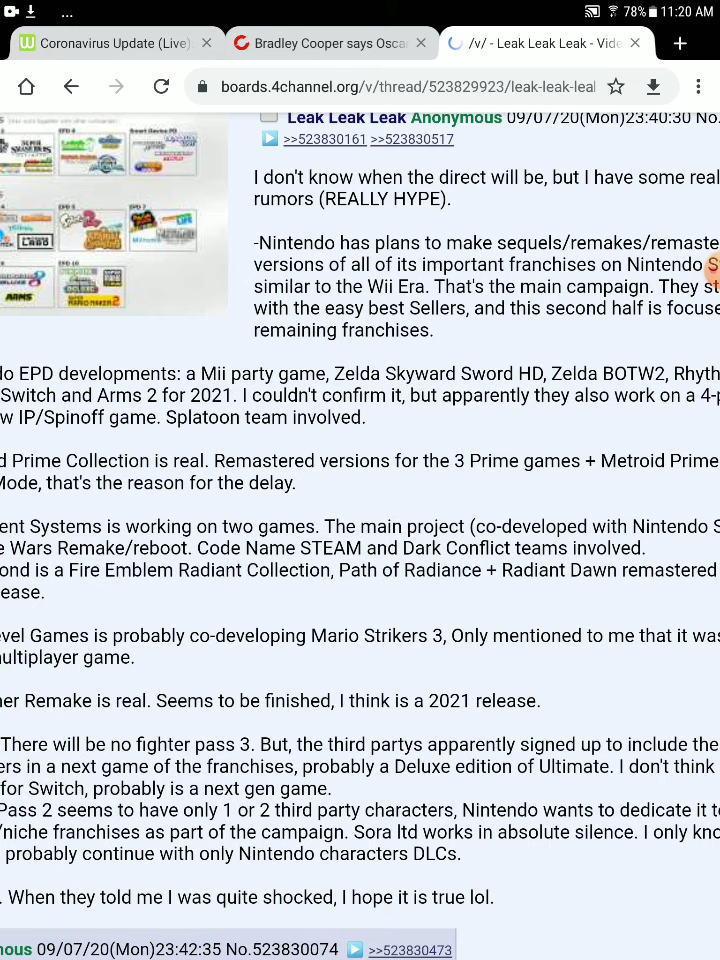 78% 11:20 AM
Coronavirus Update (Live) × Bradley Cooper says Osca × /v/ - Leak Leak Leak - Vide × +
boards.4channel.org/v/thread/523829923/leak-leak-leal
Leak Leak Leak Anonymous 09/07/20(Mon)23:40:30 No.
>>523830161 >>523830517
I don't know when the direct will be, but I have some real
rumors (REALLY HYPE).
-Nintendo has plans to make sequels/remakes/remaste
versions of all of its important franchises on Nintendo S
similar to the Wii Era. That's the main campaign. They st
with the easy best Sellers, and this second half is focuse
remaining franchises.
do EPD developments: a Mii party game, Zelda Skyward Sword HD, Zelda BOTW2, Rhyth
Switch and Arms 2 for 2021. I couldn't confirm it, but apparently they also work on a 4-p
w IP/Spinoff game. Splatoon team involved.
d Prime Collection is real. Remastered versions for the 3 Prime games + Metroid Prime
Mode, that's the reason for the delay.
ent Systems is working on two games. The main project (co-developed with Nintendo S
e Wars Remake/reboot. Code Name STEAM and Dark Conflict teams involved.
ond is a Fire Emblem Radiant Collection, Path of Radiance + Radiant Dawn remastered
ease.
evel Games is probably co-developing Mario Strikers 3, Only mentioned to me that it was
ultiplayer game.
er Remake is real. Seems to be finished, I think is a 2021 release.
There will be no fighter pass 3. But, the third partys apparently signed up to include the
ers in a next game of the franchises, probably a Deluxe edition of Ultimate. I don't think
for Switch, probably is a next gen game.
Pass 2 seems to have only 1 or 2 third party characters, Nintendo wants to dedicate it to
/niche franchises as part of the campaign. Sora ltd works in absolute silence. I only kno
probably continue with only Nintendo characters DLCs.
. When they told me I was quite shocked, I hope it is true lol.
nous 09/07/20(Mon)23:42:35 No.523830074 >>523830473
SUPER SMASH BROS
LABO
ARMS
SUPER MARIO MAKER 2